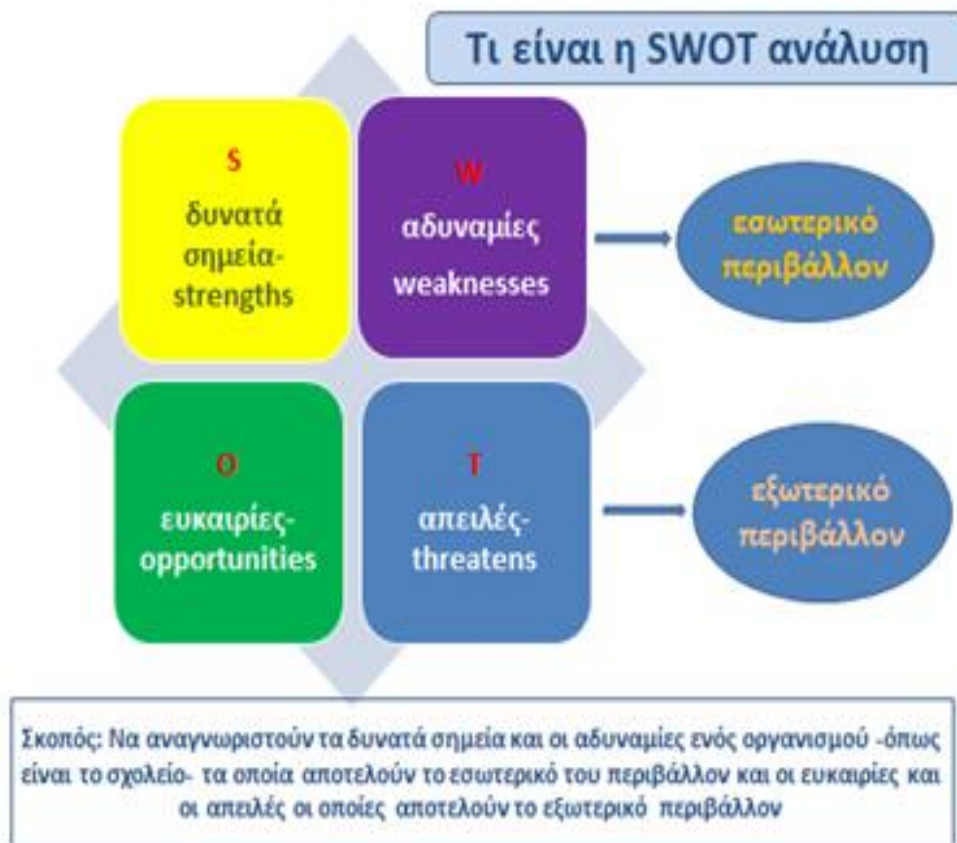 Τι είναι η SWOT ανάλυση
S
δυνατά
σημεία-
strengths
W
αδυναμίες
weaknesses
εσωτερικό
περιβάλλον
O
ευκαιρίες-
opportunities
T
απειλές-
threatens
εξωτερικό
περιβάλλον
Σκοπός: Να αναγνωριστούν τα δυνατά σημεία και οι αδυναμίες ενός οργανισμού -όπως
είναι το σχολείο- τα οποία αποτελούν το εσωτερικό του περιβάλλον και οι ευκαιρίες και
οι απειλές οι οποίες αποτελούν το εξωτερικό περιβάλλον